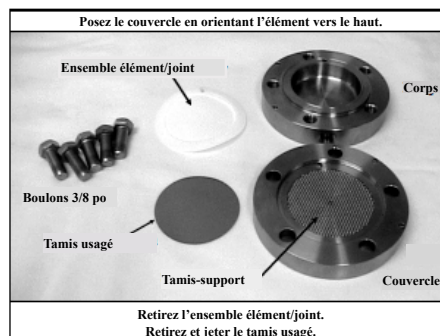 Posez le couvercle en orientant l'élément vers le haut.
Ensemble élément/joint
Corps
Boulons 3/8 po
Tamis usagé
Tamis-support
Couvercle
Retirez l'ensemble élément/joint.
Retirez et jeter le tamis usagé.